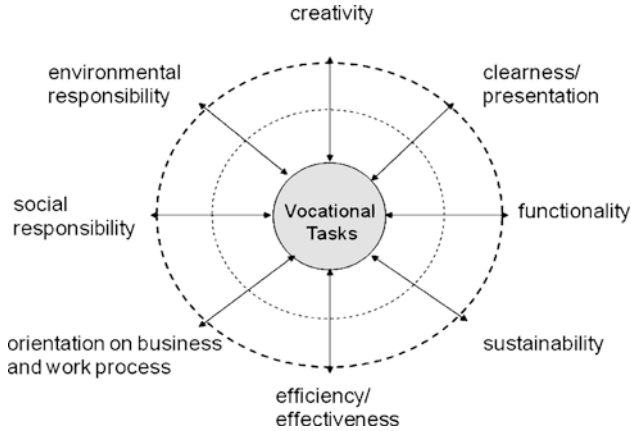 creativity
environmental
responsibility
clearness/
presentation
social
responsibility
Vocational
Tasks
functionality
orientation on business
and work process
sustainability
efficiency/
effectiveness